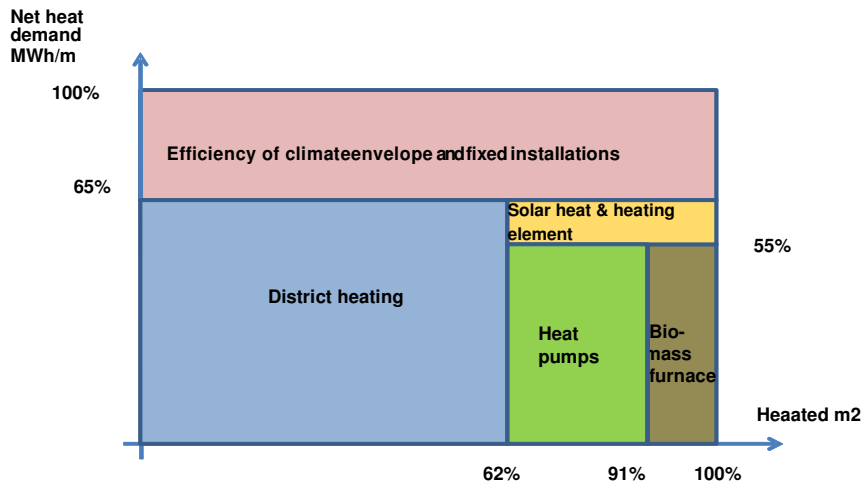 Net heat
demand
MWh/m
100%
Efficiency of climateenvelope andfixed installations
65%
Solar heat & heating
element
55%
District heating
Heat
pumps
Bio-
mass
furnace
Heaated m2
62%
91%
100%